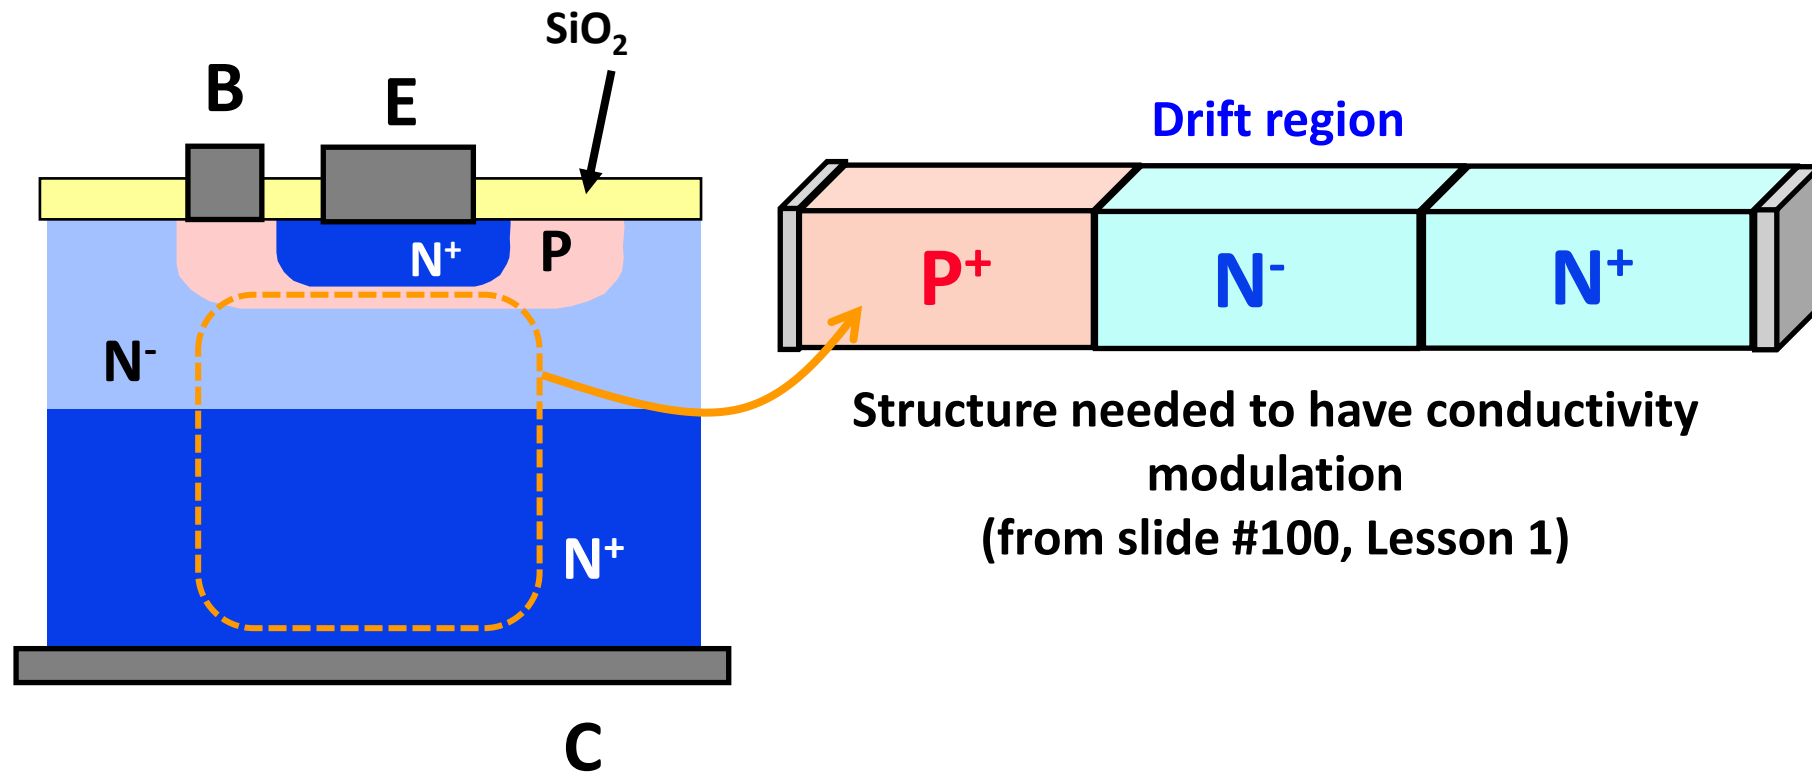 SiO₂
B
E
Drift region
N⁺
P
P⁺
N⁻
N⁺
N⁻
Structure needed to have conductivity
modulation
(from slide #100, Lesson 1)
N⁺
C